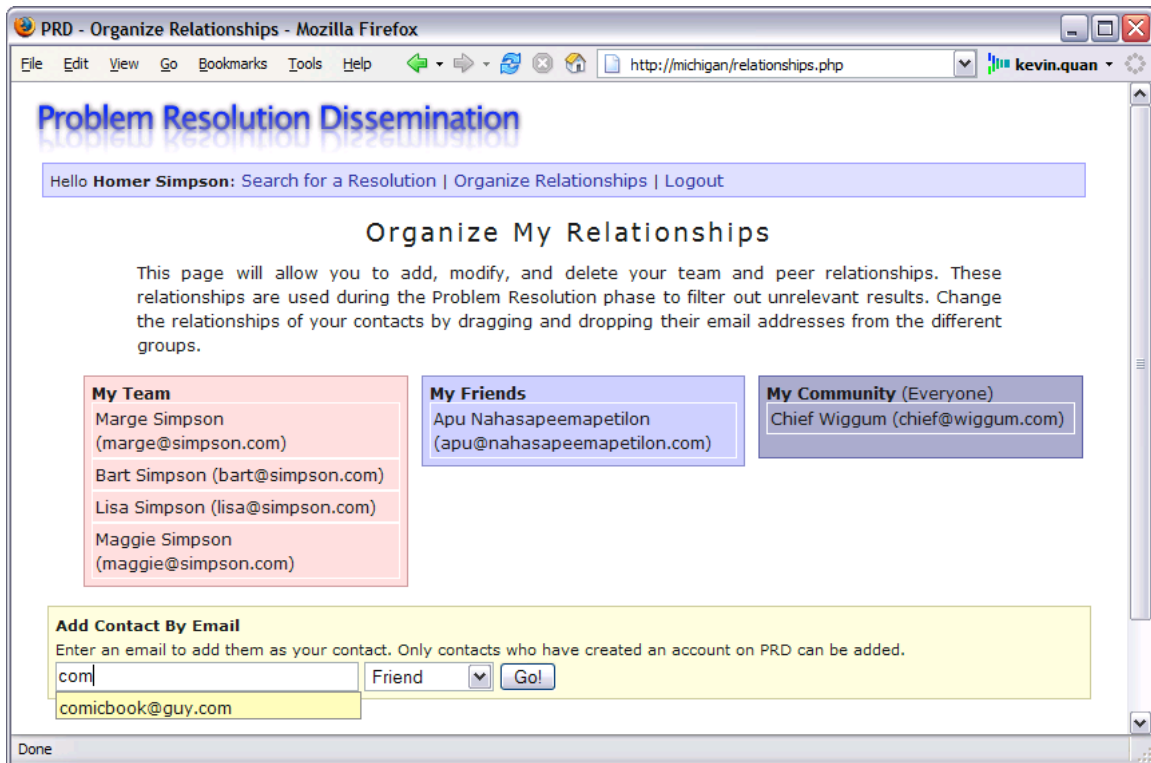 PRD - Organize Relationships - Mozilla Firefox
File Edit View Go Bookmarks Tools Help http://michigan/relationships.php kevin.quan
Problem Resolution Dissemination
Hello Homer Simpson: Search for a Resolution | Organize Relationships | Logout
Organize My Relationships
This page will allow you to add, modify, and delete your team and peer relationships. These
relationships are used during the Problem Resolution phase to filter out unrelevant results. Change
the relationships of your contacts by dragging and dropping their email addresses from the different
groups.
My Team
Marge Simpson
(marge@simpson.com)
Bart Simpson (bart@simpson.com)
Lisa Simpson (lisa@simpson.com)
Maggie Simpson
(maggie@simpson.com)
My Friends
Apu Nahasapeemapetilon
(apu@nahasapeemapetilon.com)
My Community (Everyone)
Chief Wiggum (chief@wiggum.com)
Add Contact By Email
Enter an email to add them as your contact. Only contacts who have created an account on PRD can be added.
com Friend Go!
comicbook@guy.com
Done